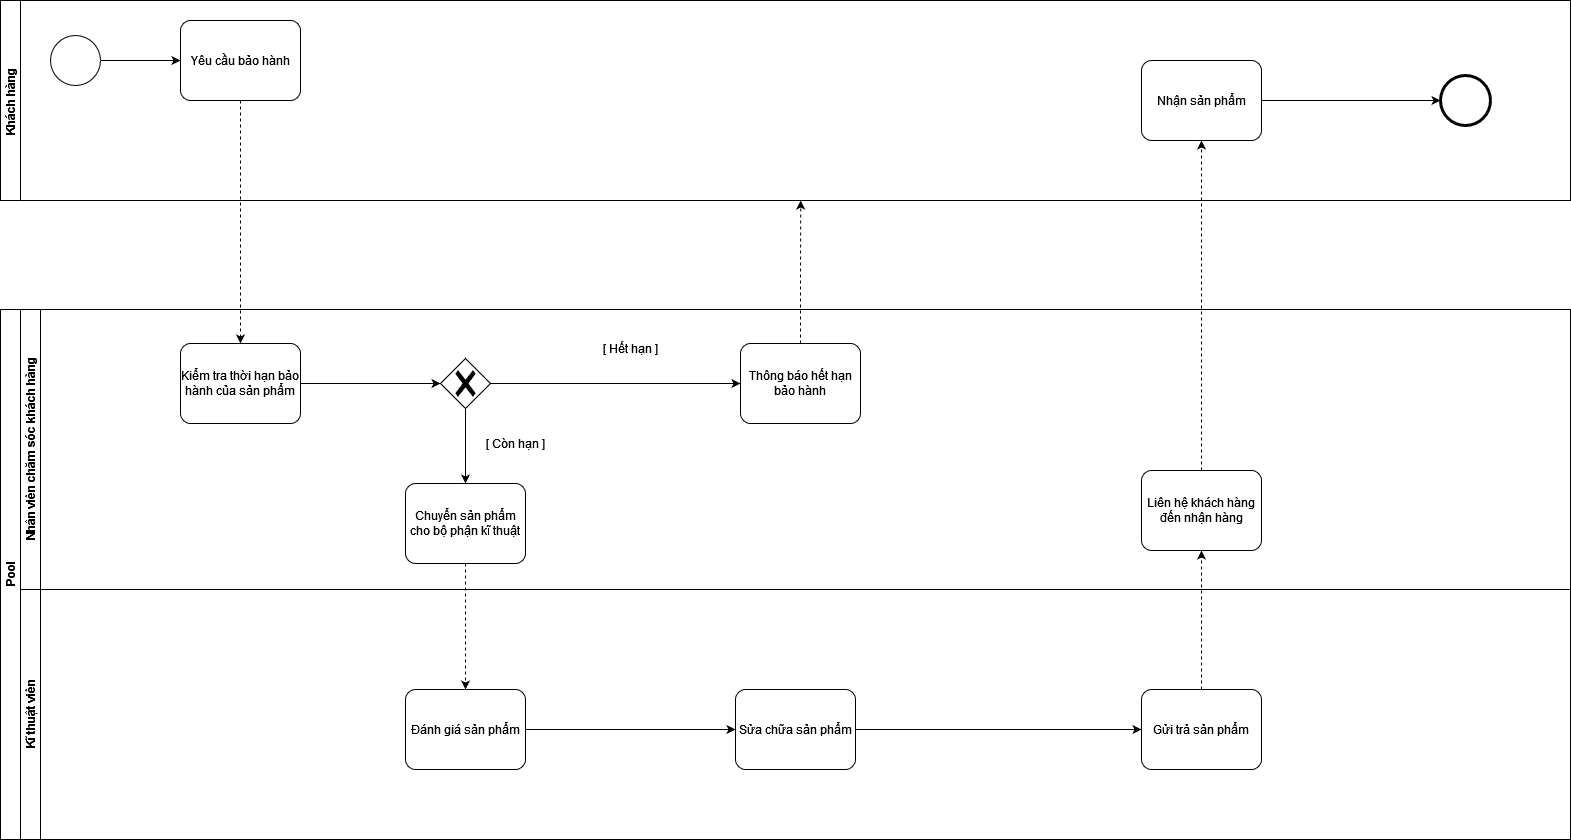 Khách hàng
Yêu cầu bảo hành
Nhận sản phẩm
Pool
Nhân viên chăm sóc khách hàng
Kiểm tra thời hạn bảo
hành của sản phẩm
[ Hết hạn ]
Thông báo hết hạn
bảo hành
[ Còn hạn ]
Chuyển sản phẩm
cho bộ phận kĩ thuật
Liên hệ khách hàng
đến nhận hàng
Kĩ thuật viên
Đánh giá sản phẩm
Sửa chữa sản phẩm
Gửi trả sản phẩm